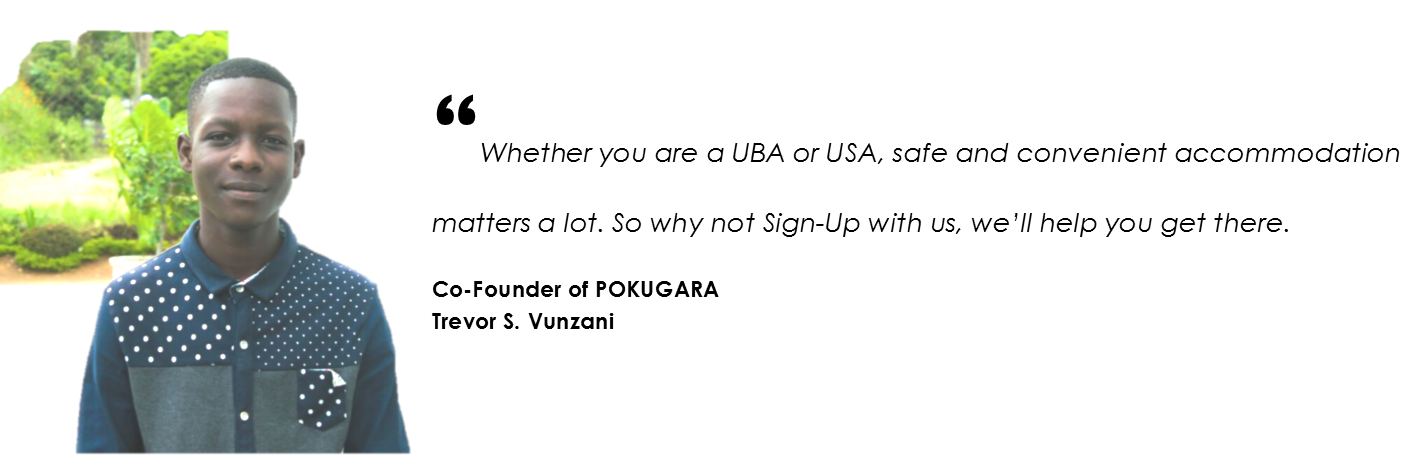 “
Whether you are a UBA or USA, safe and convenient accommodation
matters a lot. So why not Sign-Up with us, we’ll help you get there.
Co-Founder of POKUGARA
Trevor S. Vunzani